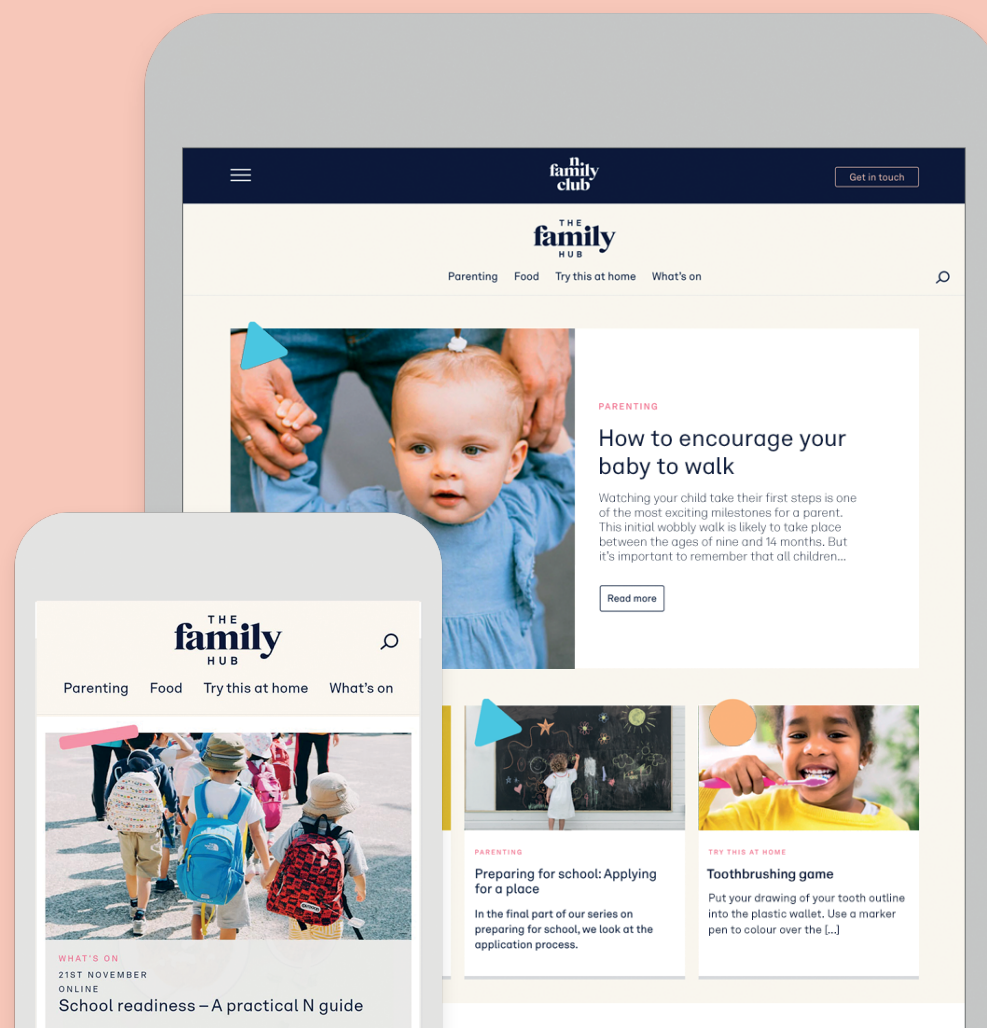 n
family
club
Get in touch
THE
family
HUB
Parenting Food Try this at home What's on
PARENTING
How to encourage your
baby to walk
Watching your child take their first steps is one
of the most exciting milestones for a parent.
This initial wobbly walk is likely to take place
between the ages of nine and 14 months. But
it's important to remember that all children...
Read more
PARENTING
Preparing for school: Applying
for a place
In the final part of our series on
preparing for school, we look at the
application process.
TRY THIS AT HOME
Toothbrushing game
Put your drawing of your tooth outline
into the plastic wallet. Use a marker
pen to colour over the [...]
THE
family
HUB
Parenting Food Try this at home What's on
WHAT'S ON
21ST NOVEMBER
ONLINE
School readiness – A practical N guide